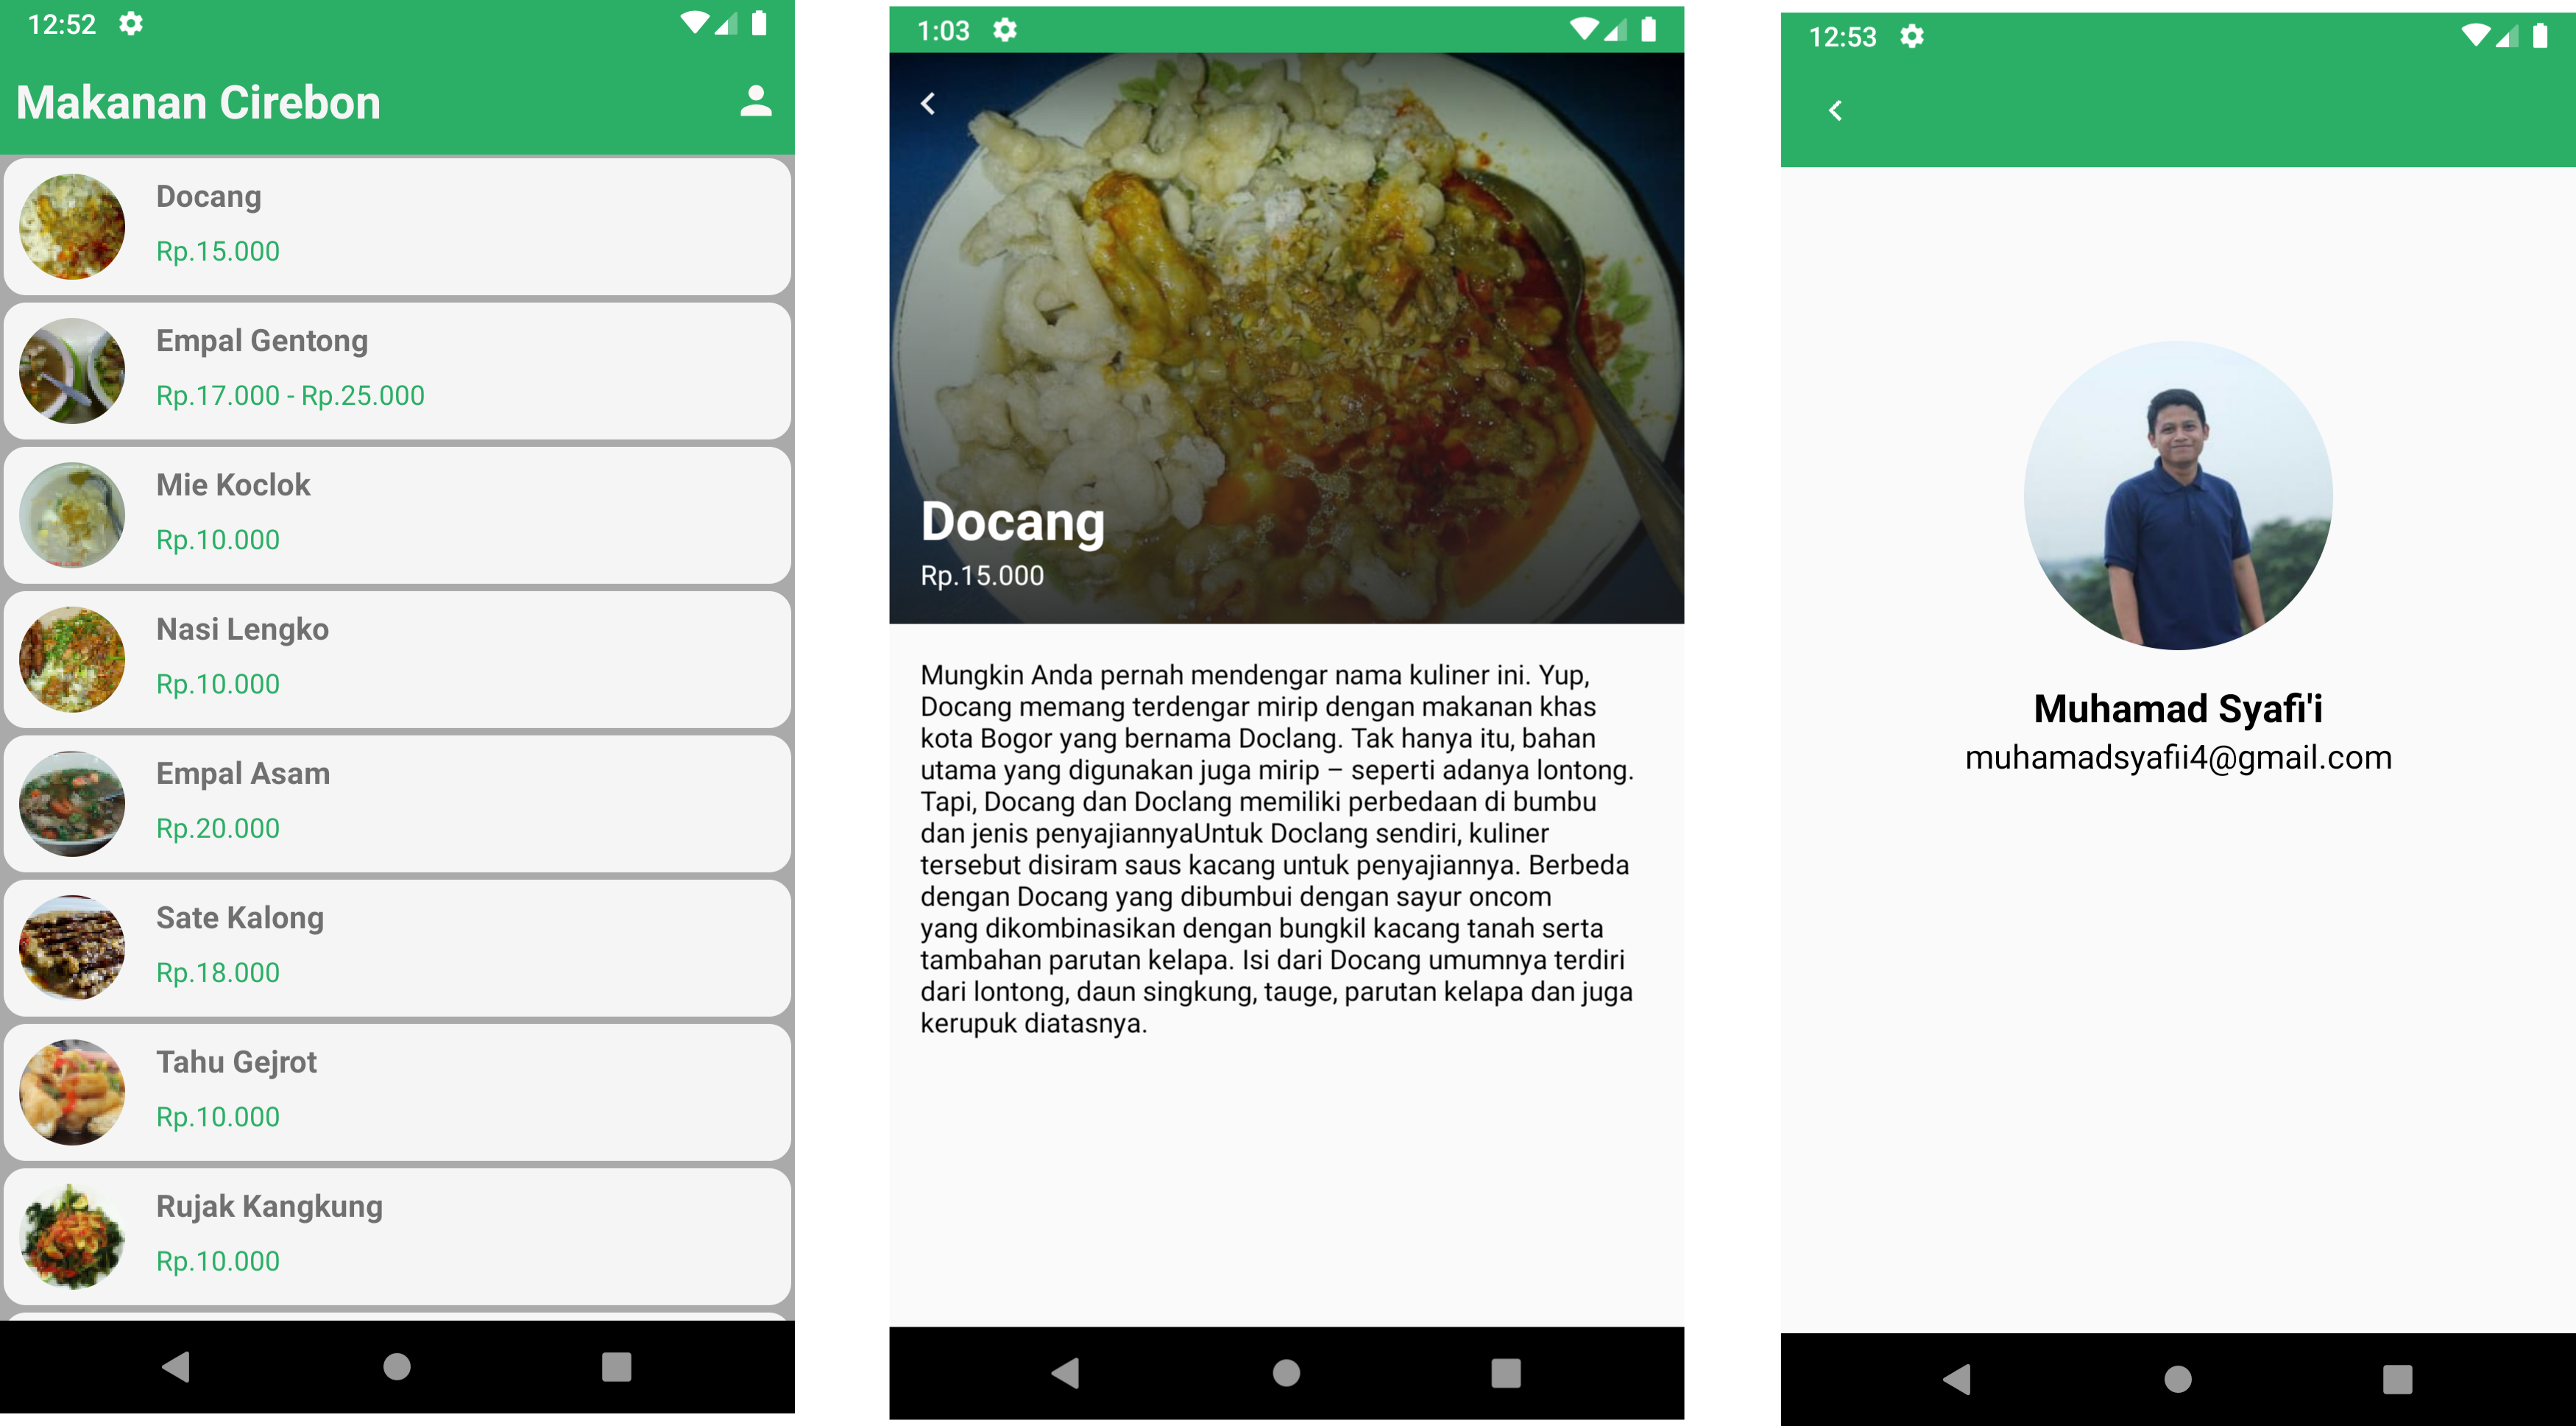 12:52
Makanan Cirebon
Docang
Rp.15.000
Empal Gentong
Rp.17.000 - Rp.25.000
Mie Koclok
Rp.10.000
Nasi Lengko
Rp.10.000
Empal Asam
Rp.20.000
Sate Kalong
Rp.18.000
Tahu Gejrot
Rp.10.000
Rujak Kangkung
Rp.10.000
1:03
Docang
Rp.15.000
Mungkin Anda pernah mendengar nama kuliner ini. Yup,
Docang memang terdengar mirip dengan makanan khas
kota Bogor yang bernama Doclang. Tak hanya itu, bahan
utama yang digunakan juga mirip – seperti adanya lontong.
Tapi, Docang dan Doclang memiliki perbedaan di bumbu
dan jenis penyajiannyaUntuk Doclang sendiri, kuliner
tersebut disiram saus kacang untuk penyajiannya. Berbeda
dengan Docang yang dibumbui dengan sayur oncom
yang dikombinasikan dengan bungkil kacang tanah serta
tambahan parutan kelapa. Isi dari Docang umumnya terdiri
dari lontong, daun singkung, tauge, parutan kelapa dan juga
kerupuk diatasnya.
12:53
Muhamad Syafi'i
muhamadsyafii4@gmail.com